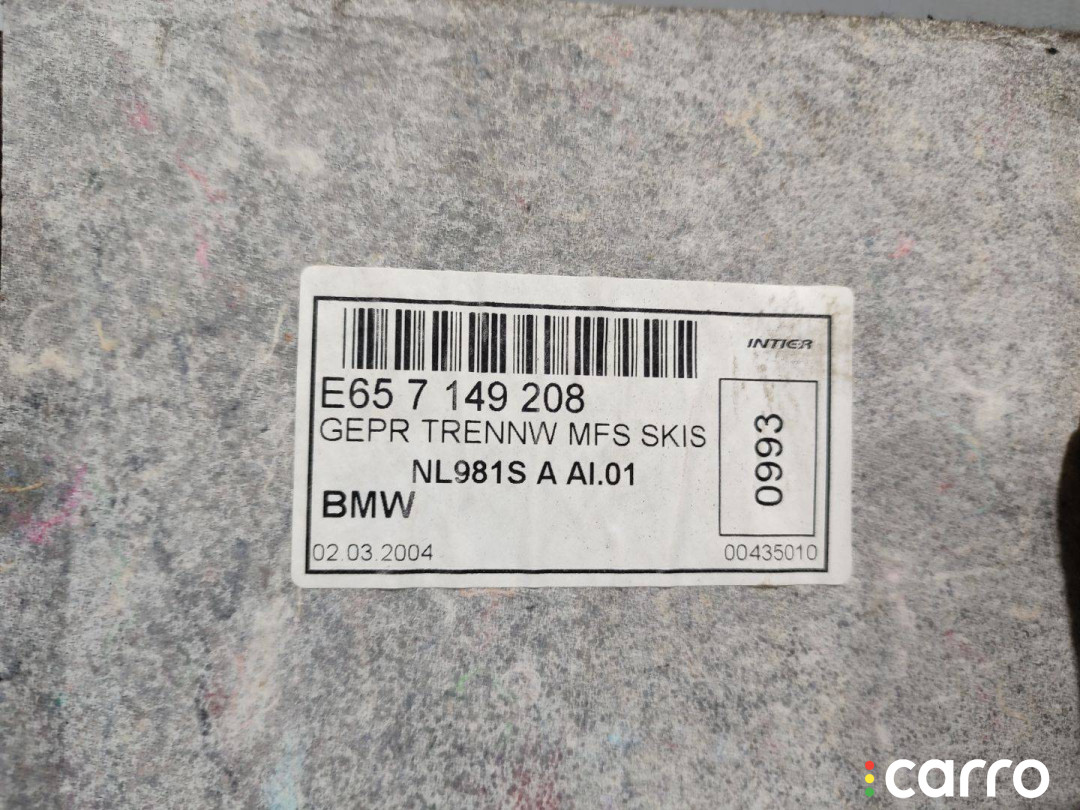 INTIER
E65 7 149 208
GEPR TRENNW MFS SKIS
0993
NL981S A AI.01
BMW
02.03.2004
00435010
carro